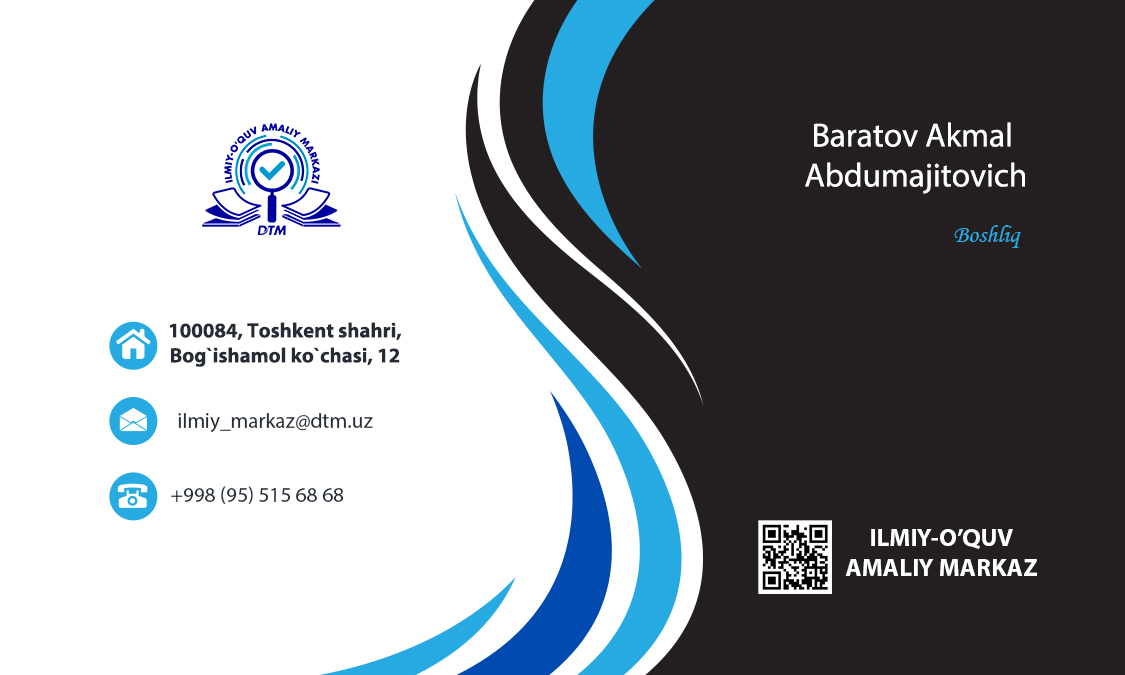 ILMIY-O'QUV AMALIY MARKAZI
DTM
100084, Toshkent shahri,
Bog`ishamol ko`chasi, 12
ilmiy_markaz@dtm.uz
+998 (95) 515 68 68
Baratov Akmal
Abdumajitovich
Boshliq
ILMIY-O’QUV
AMALIY MARKAZ